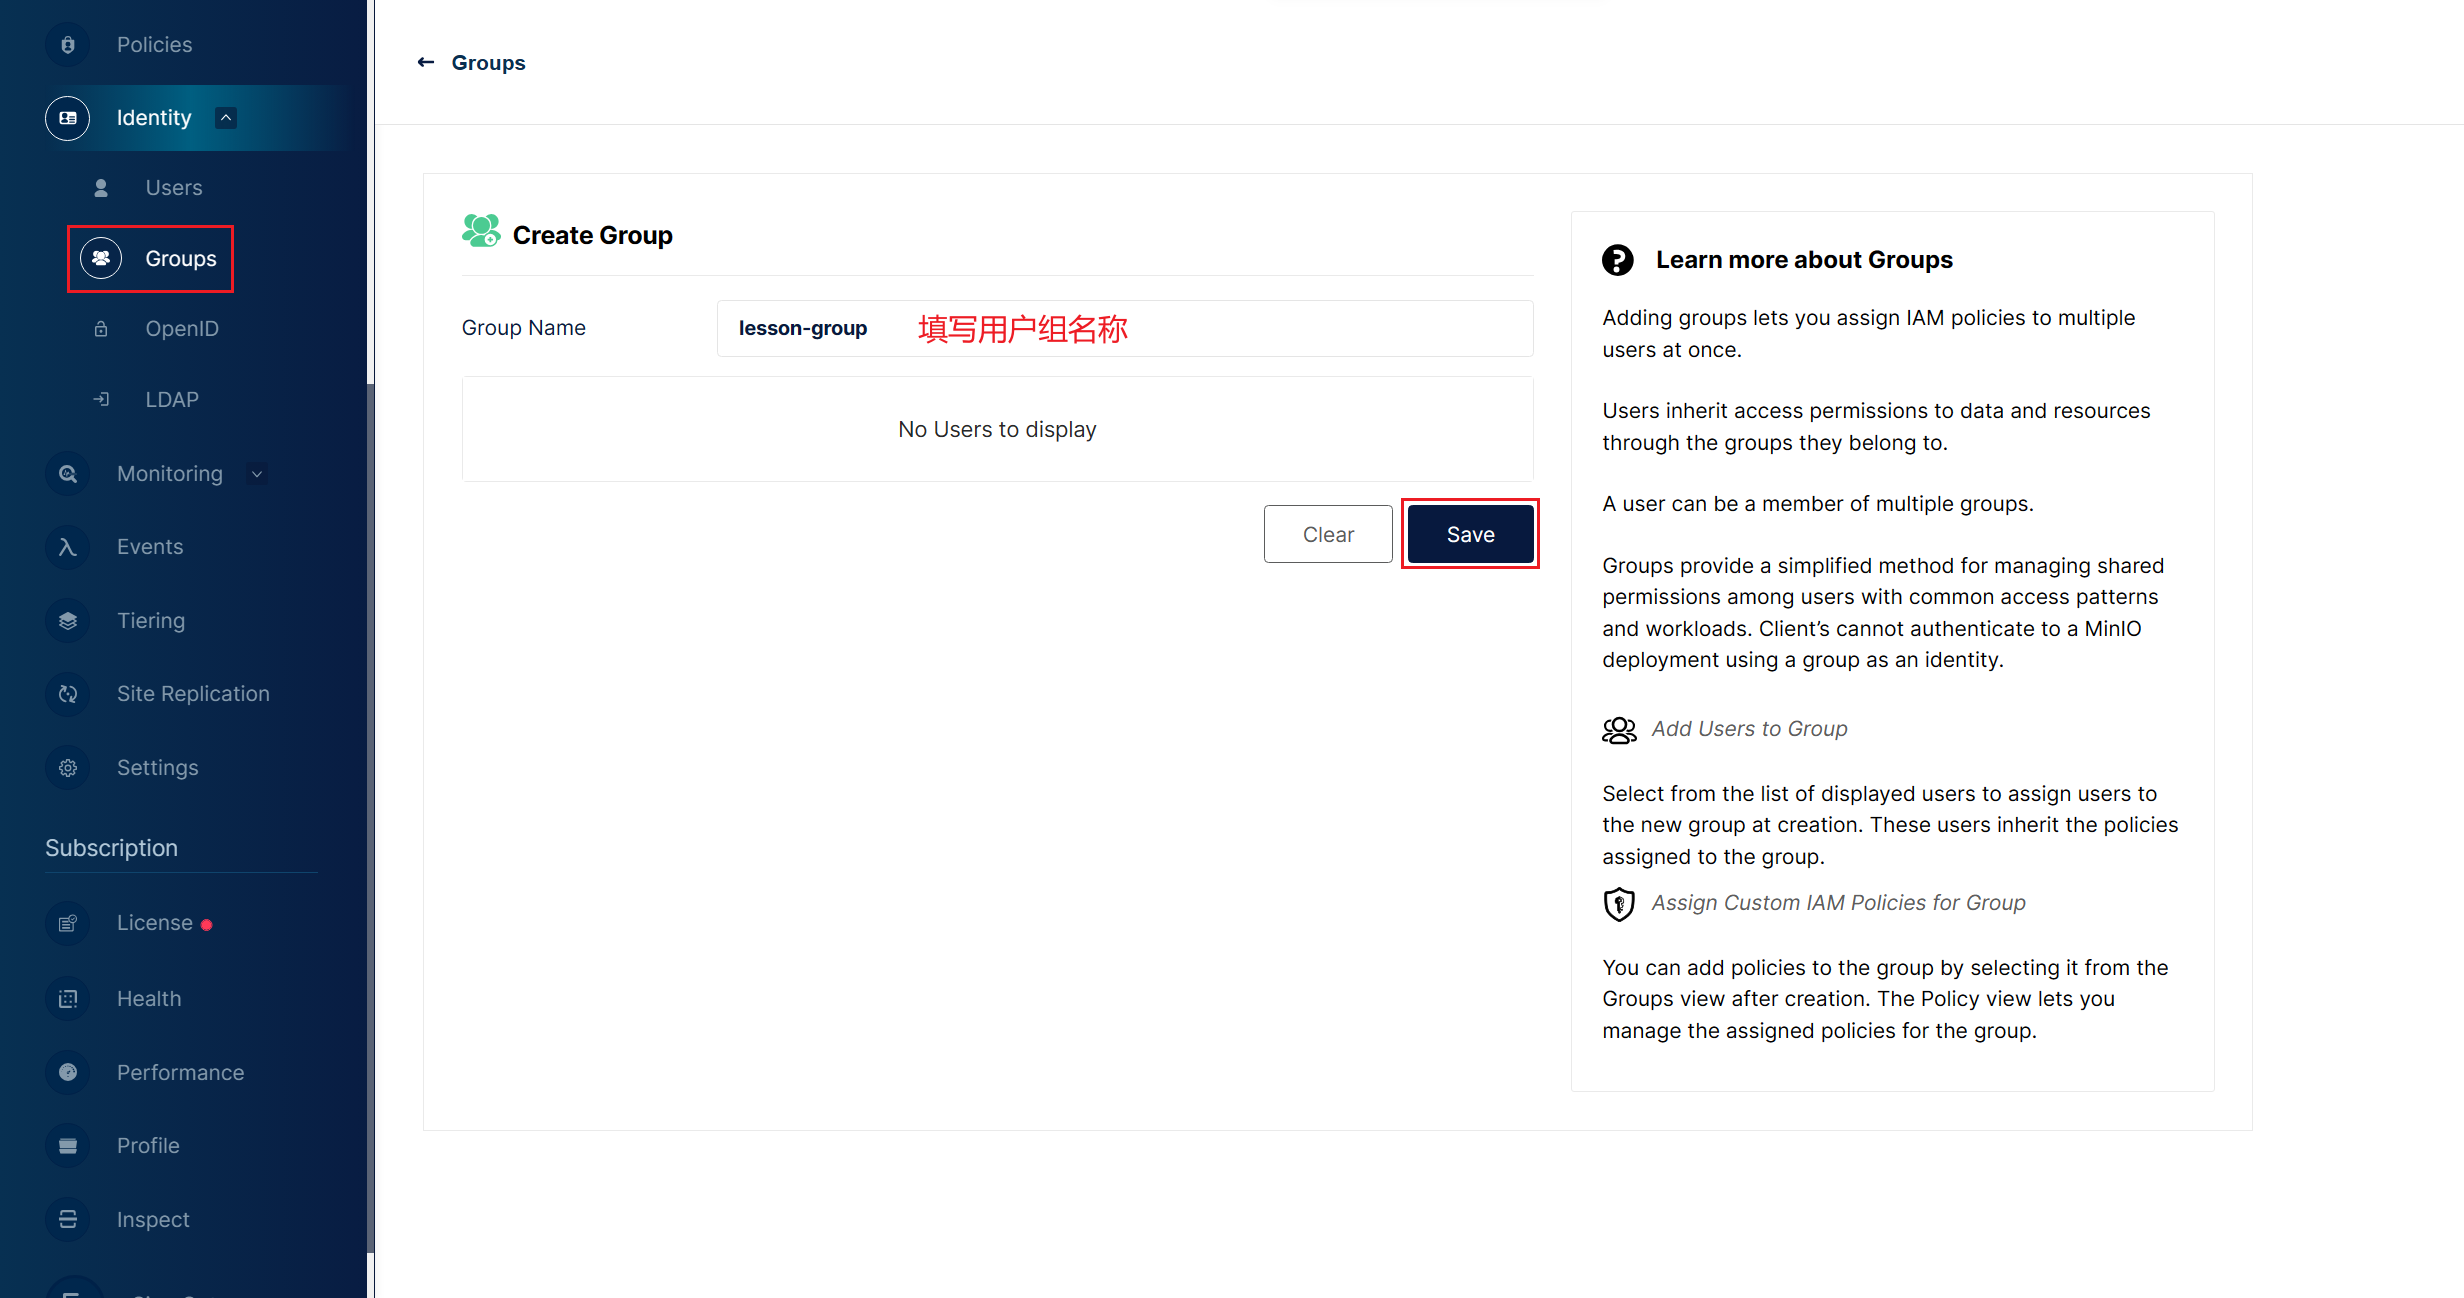 Policies
Identity
Users
Groups
OpenID
LDAP
Monitoring
Events
Tiering
Site Replication
Settings
Subscription
License
Health
Performance
Profile
Inspect
Groups
Create Group
Group Name
lesson-group 填写用户组名称
No Users to display
Clear
Save
Learn more about Groups
Adding groups lets you assign IAM policies to multiple
users at once.
Users inherit access permissions to data and resources
through the groups they belong to.
A user can be a member of multiple groups.
Groups provide a simplified method for managing shared
permissions among users with common access patterns
and workloads. Client’s cannot authenticate to a MinIO
deployment using a group as an identity.
Add Users to Group
Select from the list of displayed users to assign users to
the new group at creation. These users inherit the policies
assigned to the group.
Assign Custom IAM Policies for Group
You can add policies to the group by selecting it from the
Groups view after creation. The Policy view lets you
manage the assigned policies for the group.